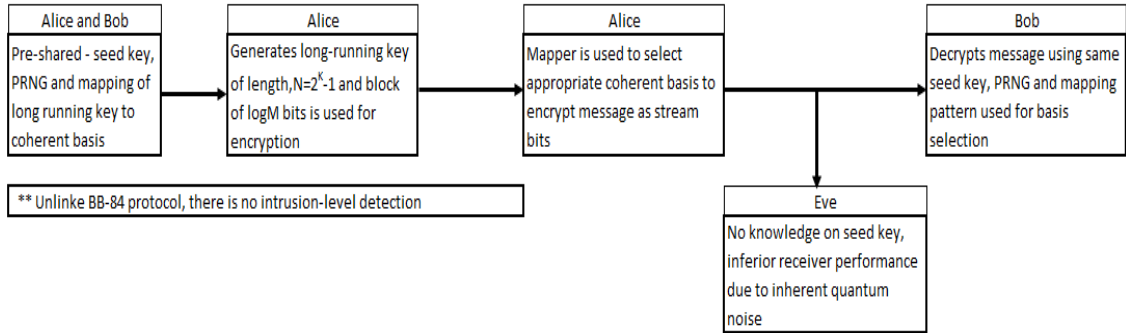 Alice and Bob
Pre-shared - seed key,
PRNG and mapping of
long running key to
coherent basis
Alice
Generates long-running key
of length,N=2^K-1 and block
of logM bits is used for
encryption
Alice
Mapper is used to select
appropriate coherent basis to
encrypt message as stream
bits
Bob
Decrypts message using same
seed key, PRNG and mapping
pattern used for basis
selection
** Unlinke BB-84 protocol, there is no intrusion-level detection
Eve
No knowledge on seed key,
inferior receiver performance
due to inherent quantum
noise